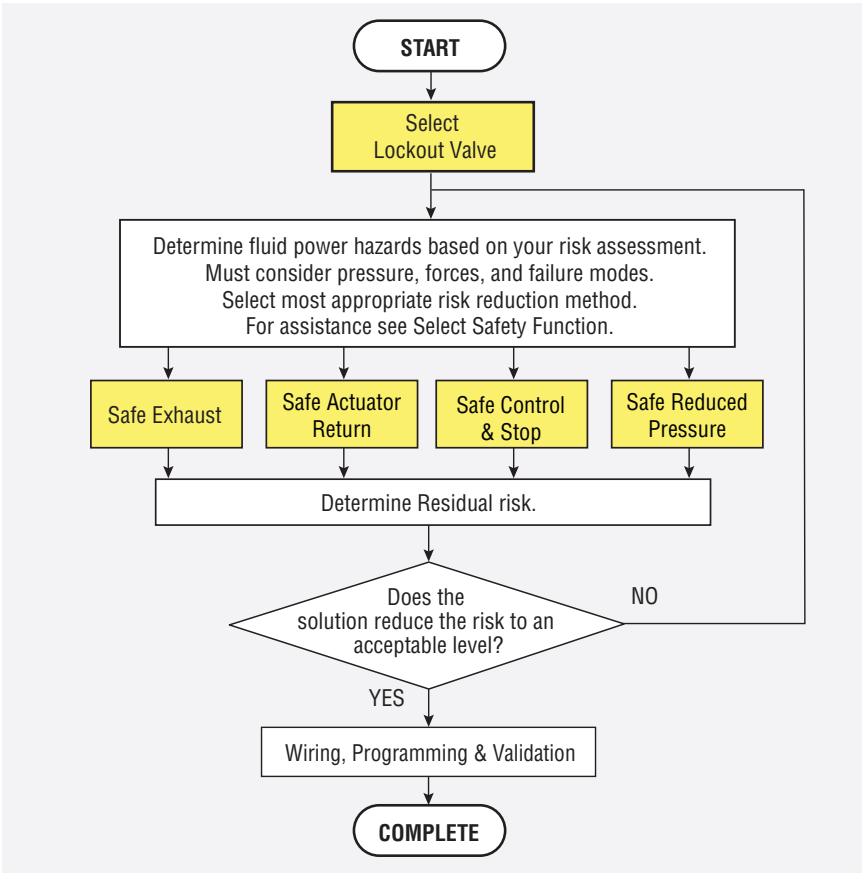 START
Select
Lockout Valve
Determine fluid power hazards based on your risk assessment.
Must consider pressure, forces, and failure modes.
Select most appropriate risk reduction method.
For assistance see Select Safety Function.
Safe Exhaust
Safe Actuator
Return
Safe Control
& Stop
Safe Reduced
Pressure
Determine Residual risk.
Does the
solution reduce the risk to an
acceptable level?
NO
YES
Wiring, Programming & Validation
COMPLETE